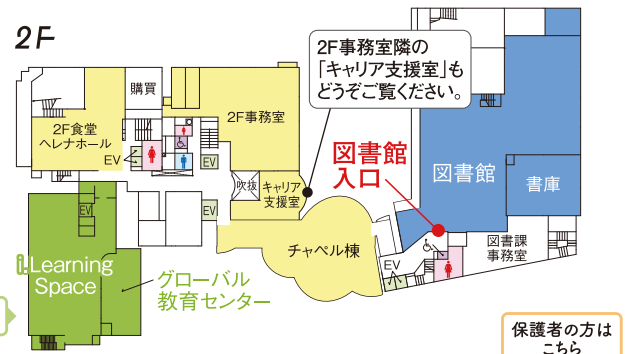 2F
2F事務室隣の
「キャリア支援室」も
どうぞご覧ください。
購買
2F事務室
2F食堂
ヘレナホール
EV
EV
吹抜
キャリア
支援室
図書館
入口
図書館
書庫
EV
EV
チャペル棟
図書課
事務室
EV
i.Learning
Space
グローバル
教育センター
保護者の方は
こちら